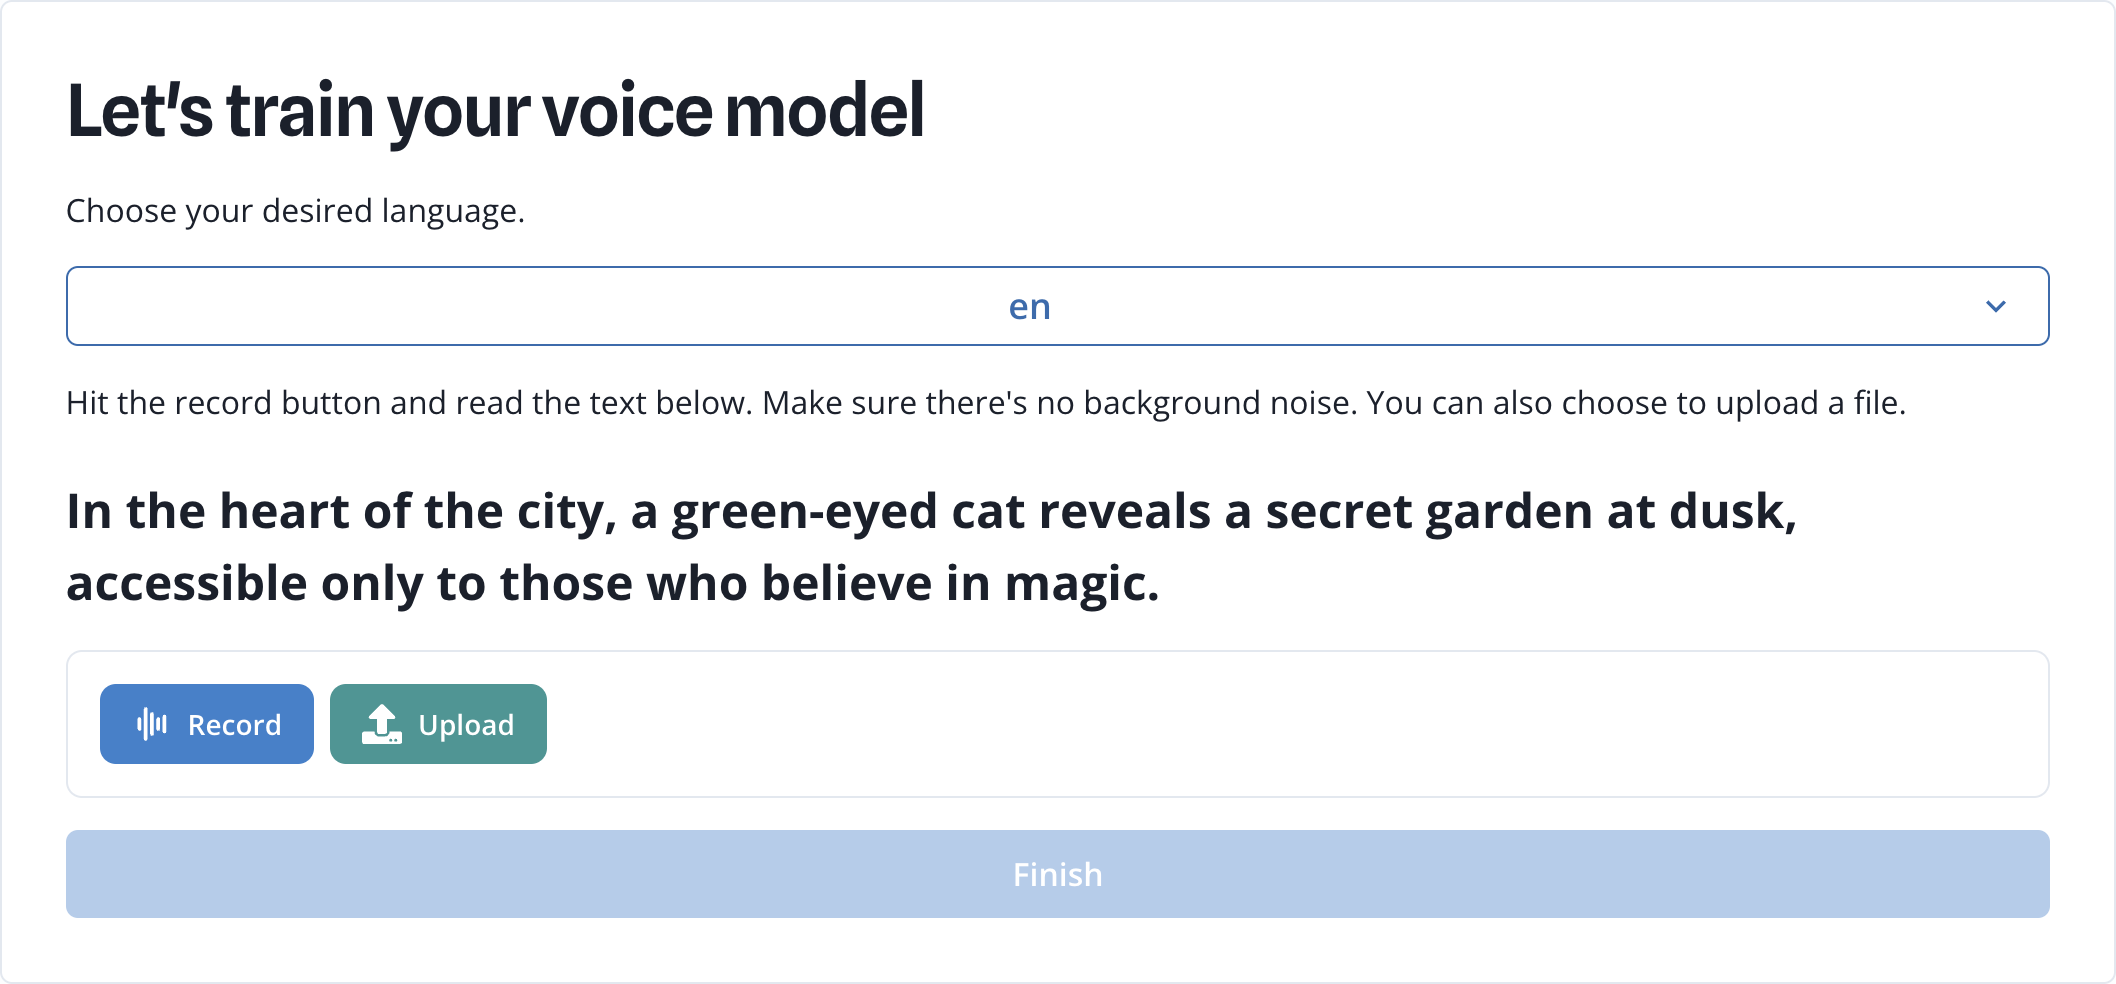 Let's train your voice model
Choose your desired language.
en
Hit the record button and read the text below. Make sure there's no background noise. You can also choose to upload a file.
In the heart of the city, a green-eyed cat reveals a secret garden at dusk,
accessible only to those who believe in magic.
Record Upload
Finish